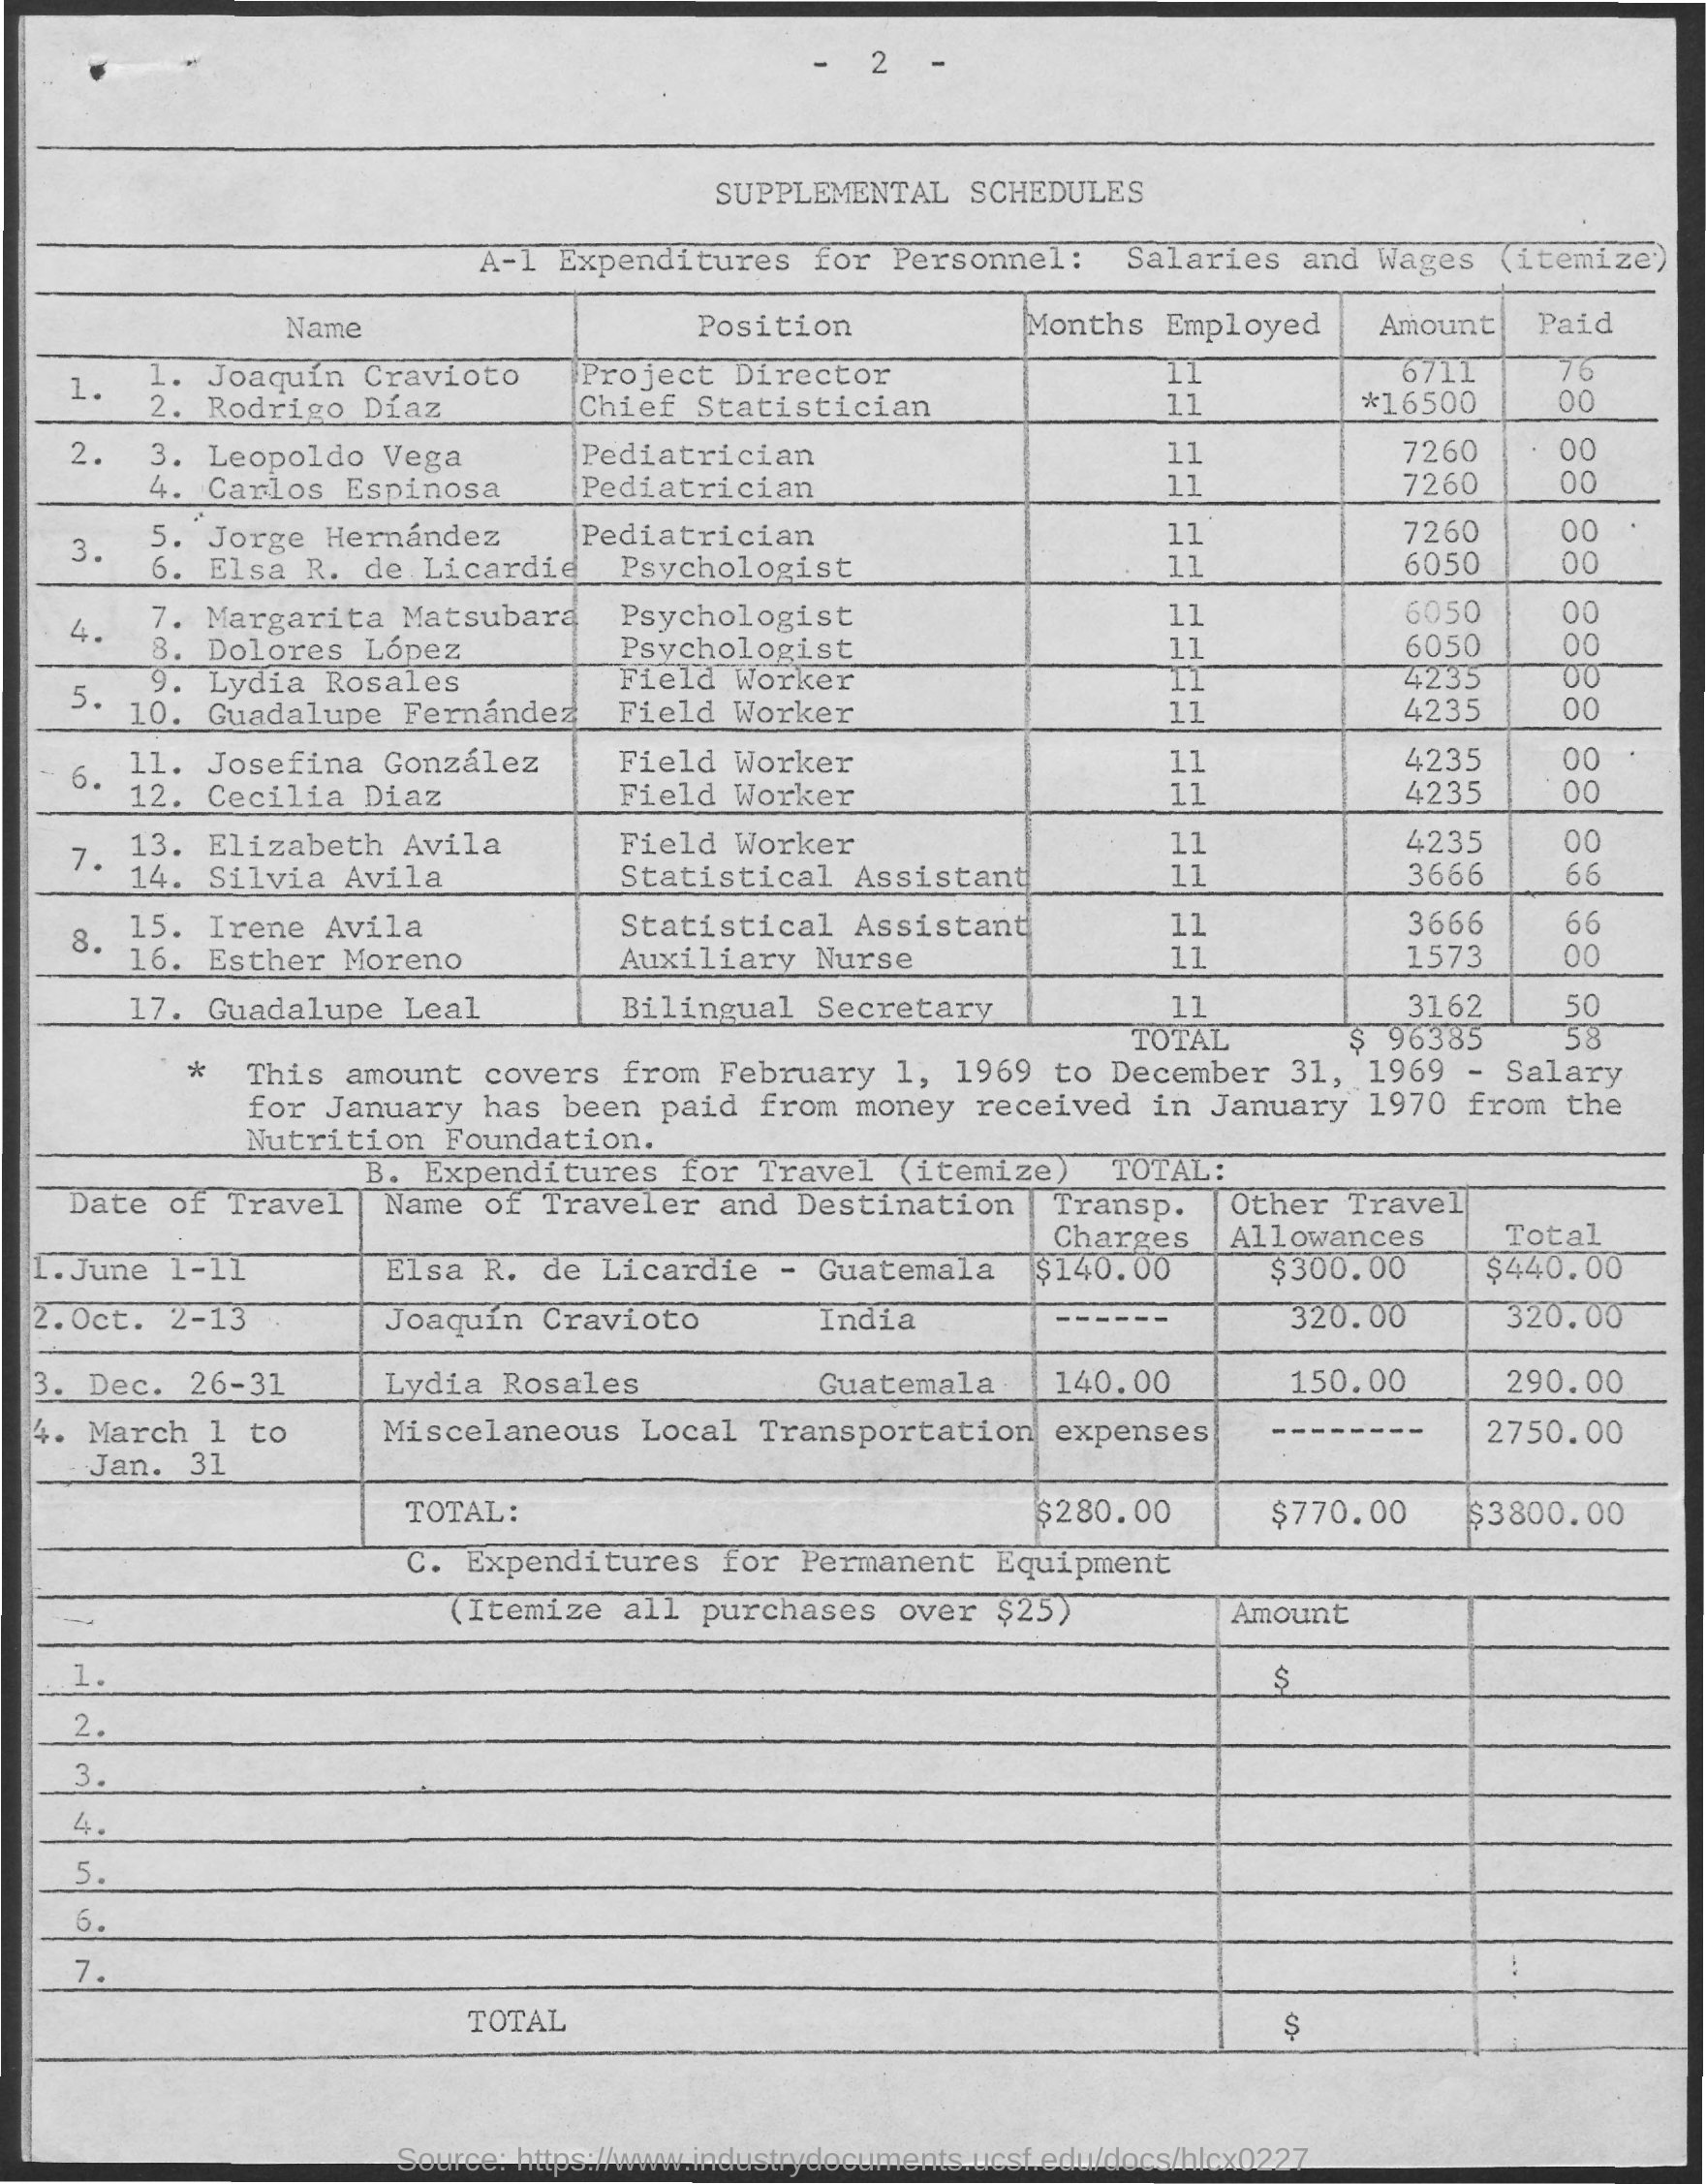 - 2 -
SUPPLEMENTAL SCHEDULES
A-1 Expenditures for Personnel: Salaries and Wages (itemize)
Name Position Months Employed Amount Paid
1. 1. Joaquín Cravioto Project Director 11 6711 76
2. Rodrigo Díaz Chief Statistician 11 *16500 00
2. 3. Leopoldo Vega Pediatrician 11 7260 00
4. Carlos Espinosa Pediatrician 11 7260 00
3. 5. Jorge Hernández Pediatrician 11 7260 00
6. Elsa R. de Licardie Psychologist 11 6050 00
4. 7. Margarita Matsubara Psychologist 11 6050 00
8. Dolores López Psychologist 11 6050 00
5. 9. Lydia Rosales Field Worker 11 4235 00
10. Guadalupe Fernández Field Worker 11 4235 00
6. 11. Josefina González Field Worker 11 4235 00
12. Cecilia Diaz Field Worker 11 4235 00
7. 13. Elizabeth Avila Field Worker 11 4235 00
14. Silvia Avila Statistical Assistant 11 3666 66
8. 15. Irene Avila Statistical Assistant 11 3666 66
16. Esther Moreno Auxiliary Nurse 11 1573 00
17. Guadalupe Leal Bilingual Secretary 11 3162 50
TOTAL $ 96385 58
* This amount covers from February 1, 1969 to December 31, 1969 - Salary
for January has been paid from money received in January 1970 from the
Nutrition Foundation.
B. Expenditures for Travel (itemize) TOTAL:
Date of Travel Name of Traveler and Destination Transp. Other Travel
Charges Allowances Total
1.June 1-11 Elsa R. de Licardie - Guatemala $140.00 $300.00 $440.00
2.Oct. 2-13 Joaquín Cravioto India ------ 320.00 320.00
3. Dec. 26-31 Lydia Rosales Guatemala 140.00 150.00 290.00
4. March 1 to Miscelaneous Local Transportation expenses -------- 2750.00
Jan. 31
TOTAL: $280.00 $770.00 $3800.00
C. Expenditures for Permanent Equipment
(Itemize all purchases over $25) Amount
1. $
2.
3.
4.
5.
6.
7.
TOTAL $
Source: https://www.industrydocuments.ucsf.edu/docs/hlcx0227